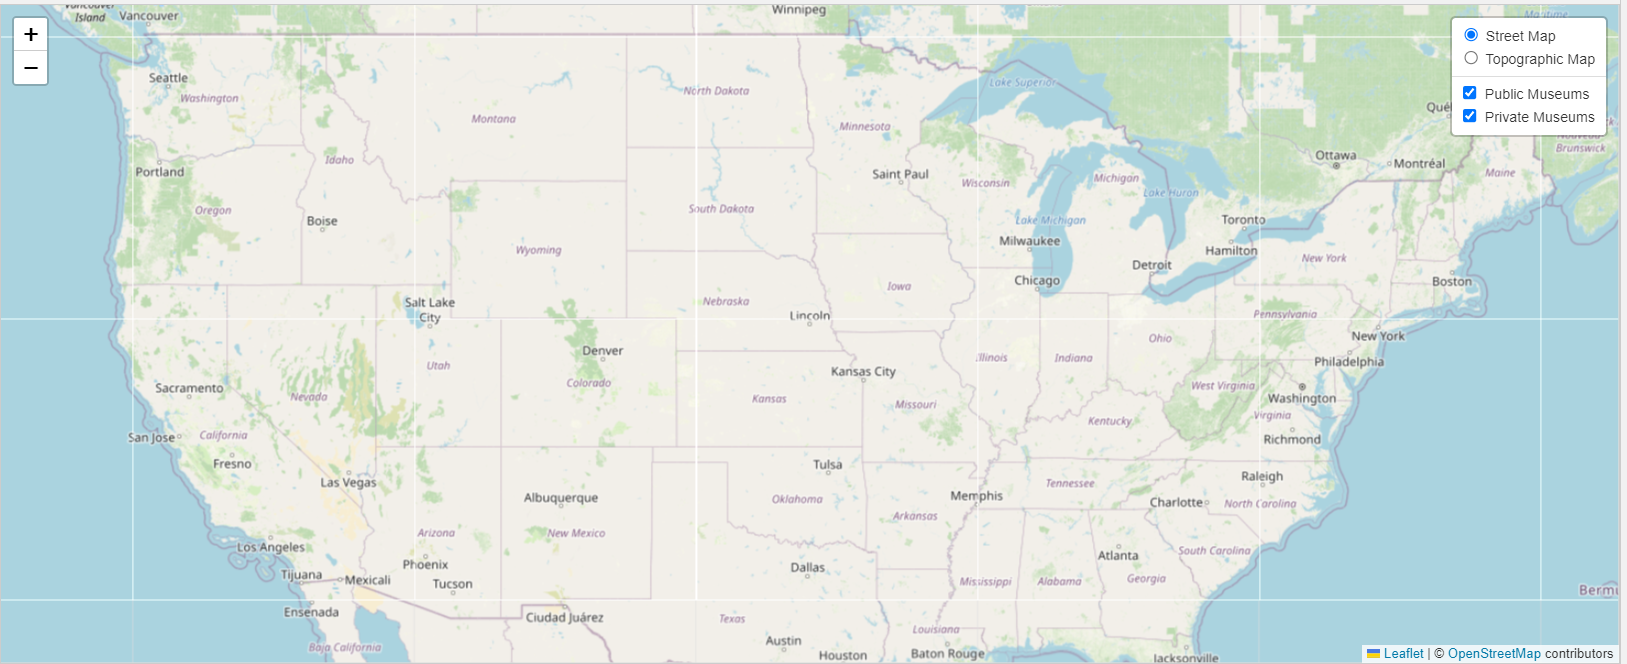 Vancouver
Island
Vancouver
Winnipeg
Maritime
+
−
Street Map
Topographic Map
Public Museums
Private Museums
Seattle
Washington
North Dakota
Lake Superior
Montana
Minnesota
Qué
Nouveau
Brunswick
Ottawa
Montréal
Idaho
Portland
Saint Paul
Wisconsin
Michigan
Lake Huron
Maine
Oregon
Boise
South Dakota
Lake Michigan
Toronto
Milwaukee
Hamilton
Wyoming
New York
Detroit
Chicago
Boston
Iowa
Salt Lake
City
Nebraska
Lincoln
Pennsylvania
New York
Ohio
Denver
Illinois
Indiana
Philadelphia
Utah
Kansas City
Colorado
Sacramento
Nevada
West Virginia
Washington
Kansas
Missouri
Virginia
Kentucky
San Jose
California
Richmond
Fresno
Tulsa
Las Vegas
Tennessee
Raleigh
Albuquerque
Oklahoma
Memphis
Charlotte
North Carolina
Arkansas
Arizona
New Mexico
Los Angeles
Atlanta
South Carolina
Phoenix
Dallas
Tijuana
Mexicali
Tucson
Mississippi
Alabama
Georgia
Bermu
Ensenada
Ciudad Juárez
Texas
Louisiana
Austin
Baja California
Houston
Baton Rouge
Jacksonville
Leaflet | © OpenStreetMap contributors